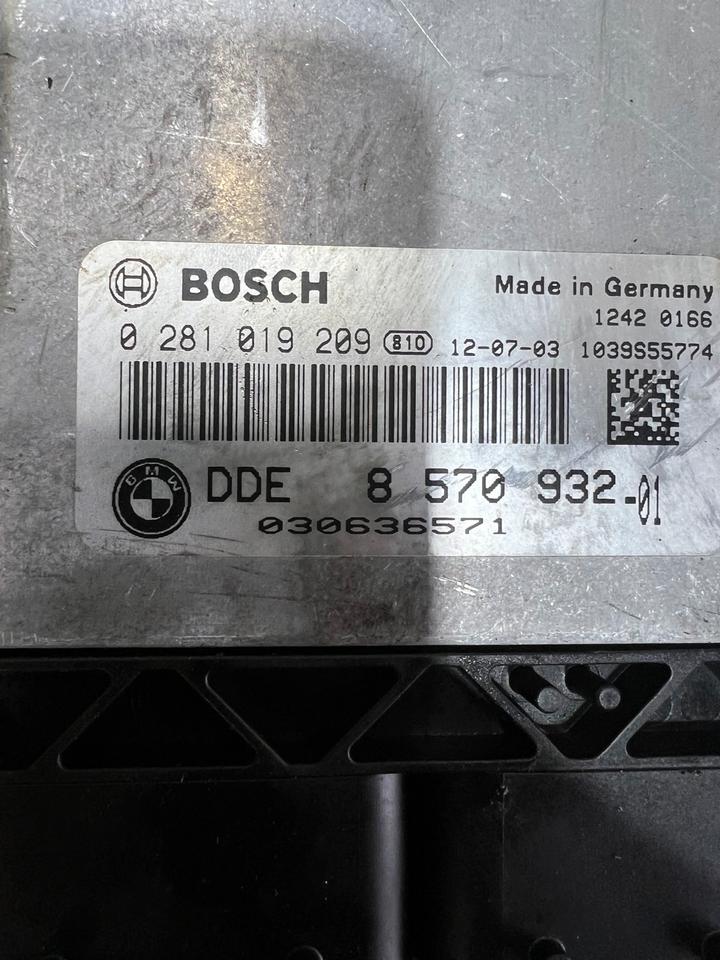 BOSCH
Made in Germany
1242 0166
0 281 019 209 810 12-07-03 1039S55774
BMW
DDE 8 570 932-01
030636571